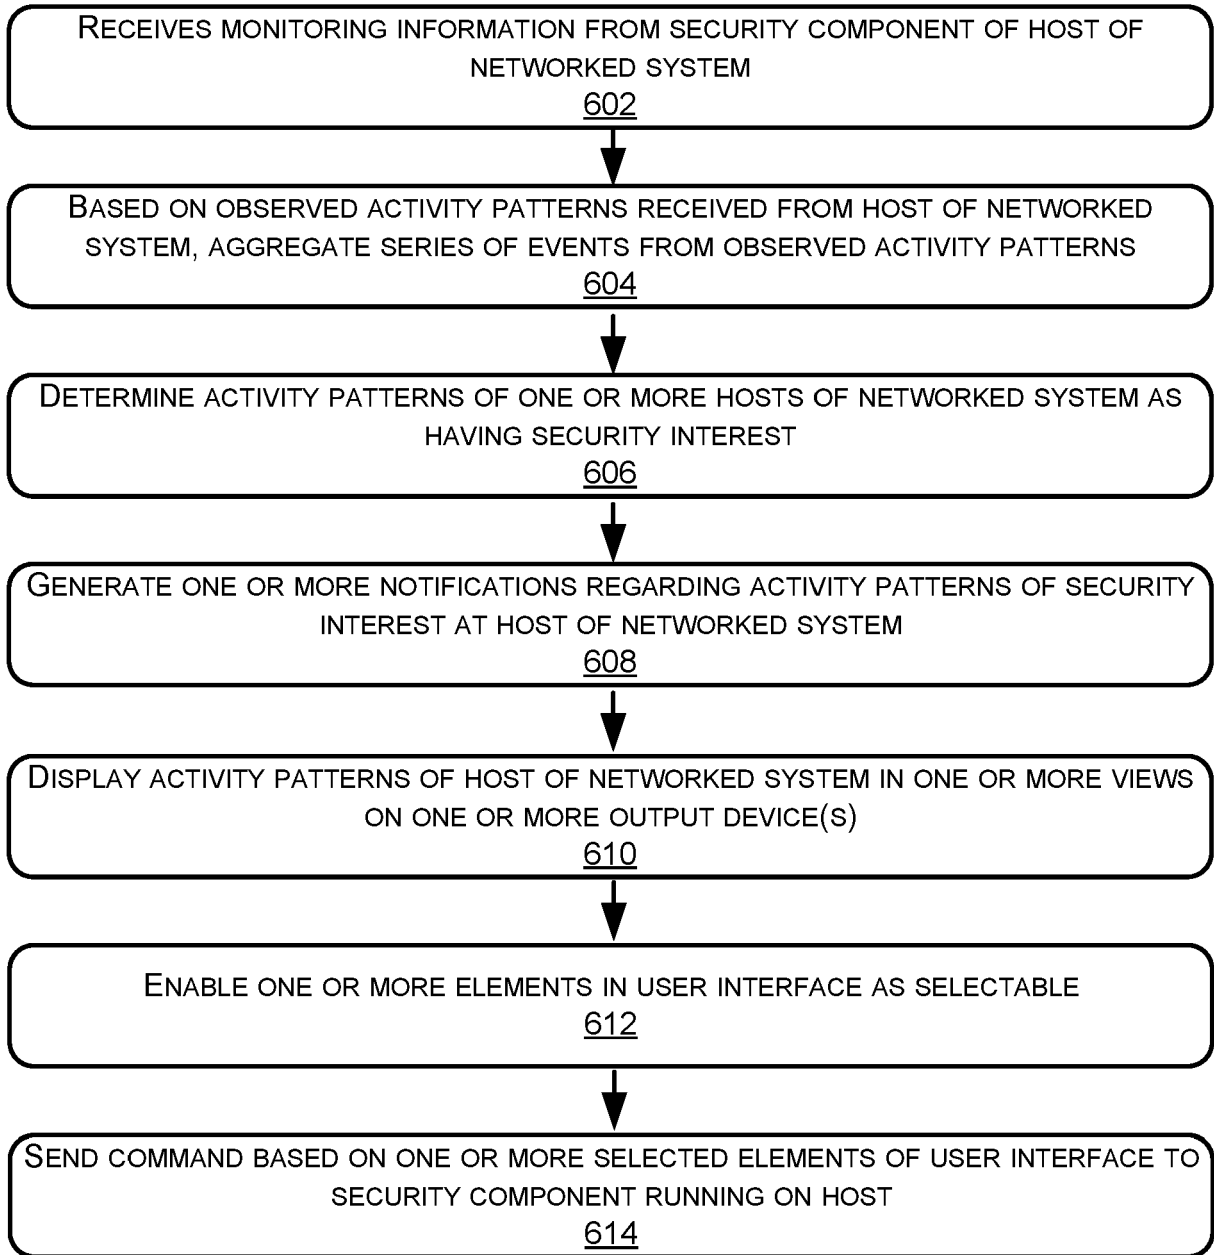 RECEIVES MONITORING INFORMATION FROM SECURITY COMPONENT OF HOST OF
NETWORKED SYSTEM
602
BASED ON OBSERVED ACTIVITY PATTERNS RECEIVED FROM HOST OF NETWORKED
SYSTEM, AGGREGATE SERIES OF EVENTS FROM OBSERVED ACTIVITY PATTERNS
604
DETERMINE ACTIVITY PATTERNS OF ONE OR MORE HOSTS OF NETWORKED SYSTEM AS
HAVING SECURITY INTEREST
606
GENERATE ONE OR MORE NOTIFICATIONS REGARDING ACTIVITY PATTERNS OF SECURITY
INTEREST AT HOST OF NETWORKED SYSTEM
608
DISPLAY ACTIVITY PATTERNS OF HOST OF NETWORKED SYSTEM IN ONE OR MORE VIEWS
ON ONE OR MORE OUTPUT DEVICE(S)
610
ENABLE ONE OR MORE ELEMENTS IN USER INTERFACE AS SELECTABLE
612
SEND COMMAND BASED ON ONE OR MORE SELECTED ELEMENTS OF USER INTERFACE TO
SECURITY COMPONENT RUNNING ON HOST
614